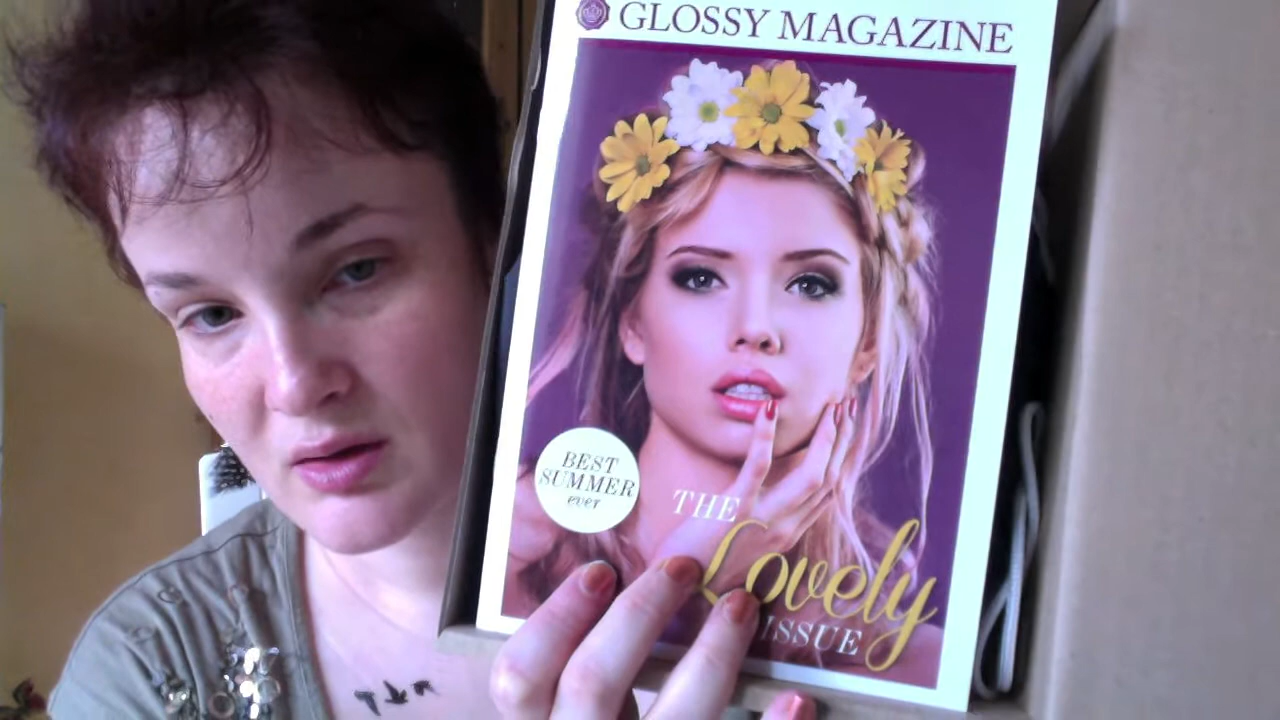 GLOSSY MAGAZINE
BEST
SUMMER
ever
THE
Lovely
ISSUE